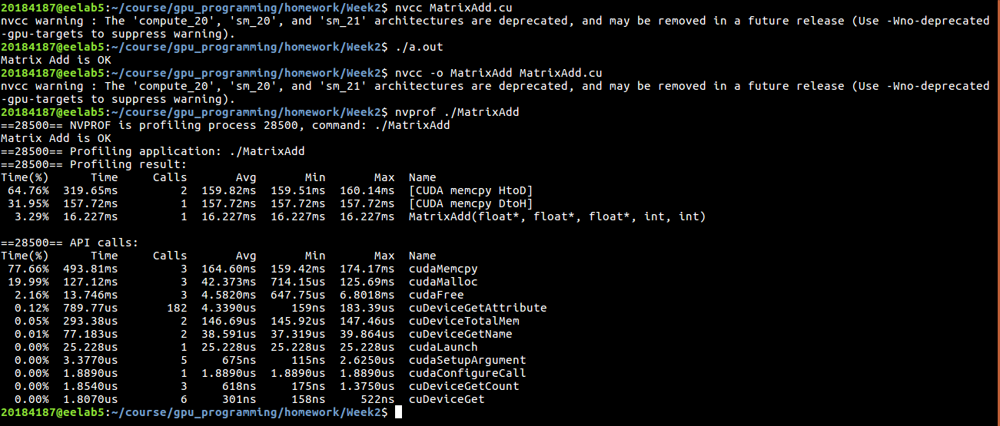 20184187@eelab5:~/course/gpu_programming/homework/Week2$ nvcc MatrixAdd.cu
nvcc warning : The 'compute_20', 'sm_20', and 'sm_21' architectures are deprecated, and may be removed in a future release (Use -Wno-deprecated
-gpu-targets to suppress warning).
20184187@eelab5:~/course/gpu_programming/homework/Week2$ ./a.out
Matrix Add is OK
20184187@eelab5:~/course/gpu_programming/homework/Week2$ nvcc -o MatrixAdd MatrixAdd.cu
nvcc warning : The 'compute_20', 'sm_20', and 'sm_21' architectures are deprecated, and may be removed in a future release (Use -Wno-deprecated
-gpu-targets to suppress warning).
20184187@eelab5:~/course/gpu_programming/homework/Week2$ nvprof ./MatrixAdd
==28500== NVPROF is profiling process 28500, command: ./MatrixAdd
Matrix Add is OK
==28500== Profiling application: ./MatrixAdd
==28500== Profiling result:
Time(%)      Time     Calls       Avg       Min       Max  Name
 64.76%  319.65ms         2  159.82ms  159.51ms  160.14ms  [CUDA memcpy HtoD]
 31.95%  157.72ms         1  157.72ms  157.72ms  157.72ms  [CUDA memcpy DtoH]
  3.29%  16.227ms         1  16.227ms  16.227ms  16.227ms  MatrixAdd(float*, float*, float*, int, int)

==28500== API calls:
Time(%)      Time     Calls       Avg       Min       Max  Name
 77.66%  493.81ms         3  164.60ms  159.42ms  174.17ms  cudaMemcpy
 19.99%  127.12ms         3  42.373ms  714.15us  125.69ms  cudaMalloc
  2.16%  13.746ms         3  4.5820ms  647.75us  6.8018ms  cudaFree
  0.12%  789.77us       182  4.3390us     159ns  183.39us  cuDeviceGetAttribute
  0.05%  293.38us         2  146.69us  145.92us  147.46us  cuDeviceTotalMem
  0.01%  77.183us         2  38.591us  37.319us  39.864us  cuDeviceGetName
  0.00%  25.228us         1  25.228us  25.228us  25.228us  cudaLaunch
  0.00%  3.3770us         5     675ns     115ns  2.6250us  cudaSetupArgument
  0.00%  1.8890us         1  1.8890us  1.8890us  1.8890us  cudaConfigureCall
  0.00%  1.8540us         3     618ns     175ns  1.3750us  cuDeviceGetCount
  0.00%  1.8070us         6     301ns     158ns     522ns  cuDeviceGet
20184187@eelab5:~/course/gpu_programming/homework/Week2$